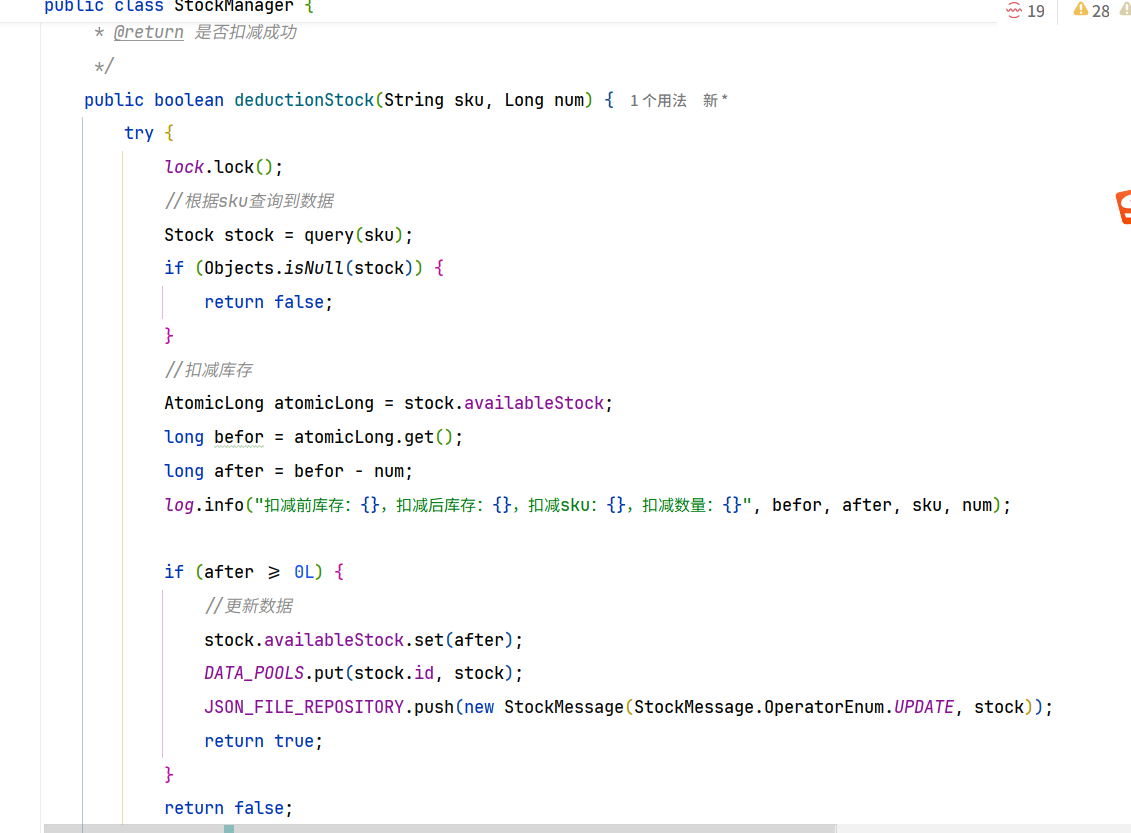 public class StockManager {
19 28
* @return 是否扣减成功
*/
public boolean deductionStock(String sku, Long num) { 1个用法 新*
try {
lock.lock();
//根据sku查询到数据
Stock stock = query(sku);
if (Objects.isNull(stock)) {
return false;
}
//扣减库存
AtomicLong atomicLong = stock.availableStock;
long befor = atomicLong.get();
long after = befor - num;
log.info("扣减前库存：{}，扣减后库存：{}，扣减sku：{}，扣减数量：{}", befor, after, sku, num);
if (after ⩾ 0L) {
//更新数据
stock.availableStock.set(after);
DATA_POOLS.put(stock.id, stock);
JSON_FILE_REPOSITORY.push(new StockMessage(StockMessage.OperatorEnum.UPDATE, stock));
return true;
}
return false;